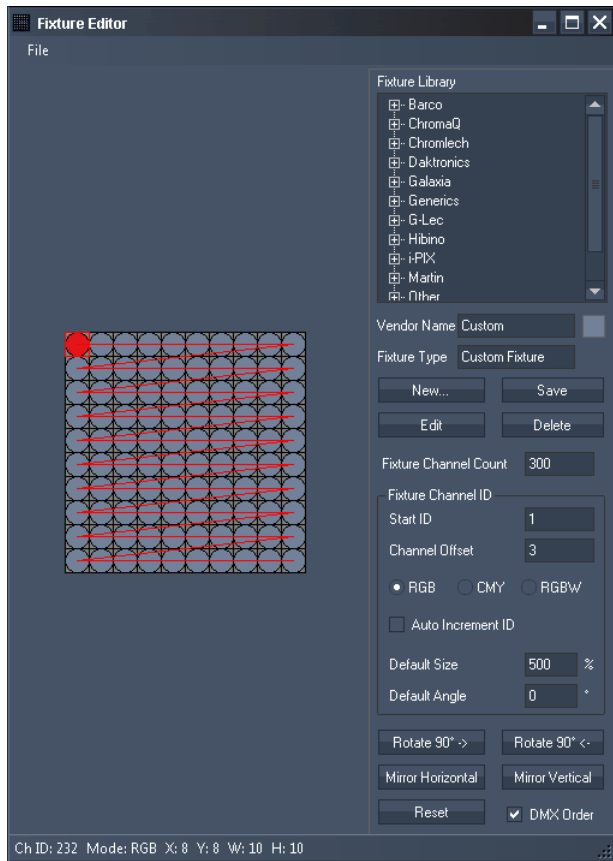 Fixture Editor
File
Fixture Library
Barco
ChromaQ
Chromlech
Daktronics
Galaxia
Generics
G-Lec
Hibino
i-PIX
Martin
Other
Vendor Name Custom
Fixture Type Custom Fixture
New... Save
Edit Delete
Fixture Channel Count 300
Fixture Channel ID
Start ID 1
Channel Offset 3
RGB CMY RGBW
Auto Increment ID
Default Size 500 %
Default Angle 0 °
Rotate 90° -> Rotate 90° <-
Mirror Horizontal Mirror Vertical
Reset DMX Order
Ch ID: 232 Mode: RGB X: 8 Y: 8 W: 10 H: 10